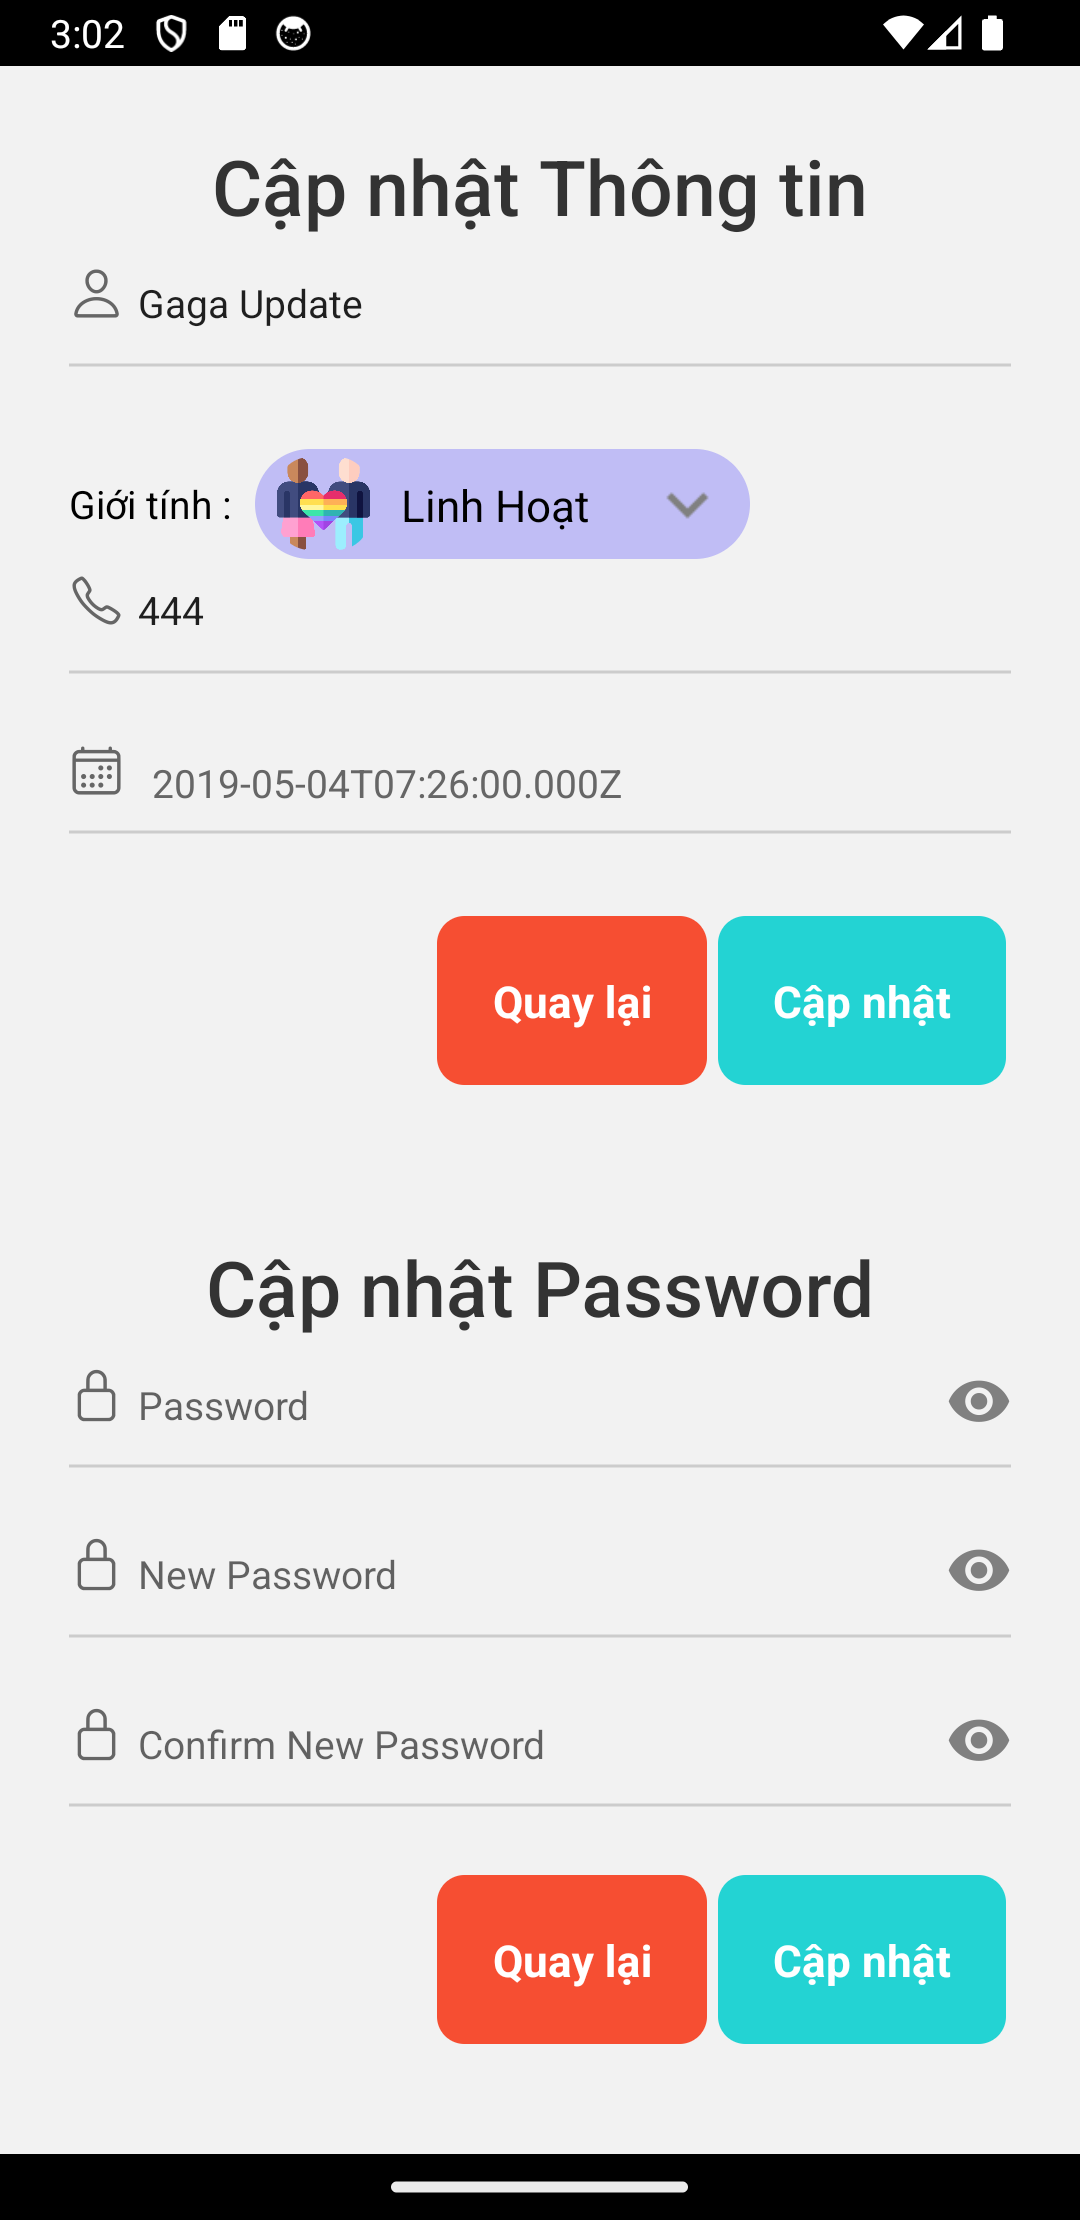 3:02
Cập nhật Thông tin
Gaga Update
Giới tính :
Linh Hoạt
444
2019-05-04T07:26:00.000Z
Quay lại
Cập nhật
Cập nhật Password
Password
New Password
Confirm New Password
Quay lại
Cập nhật